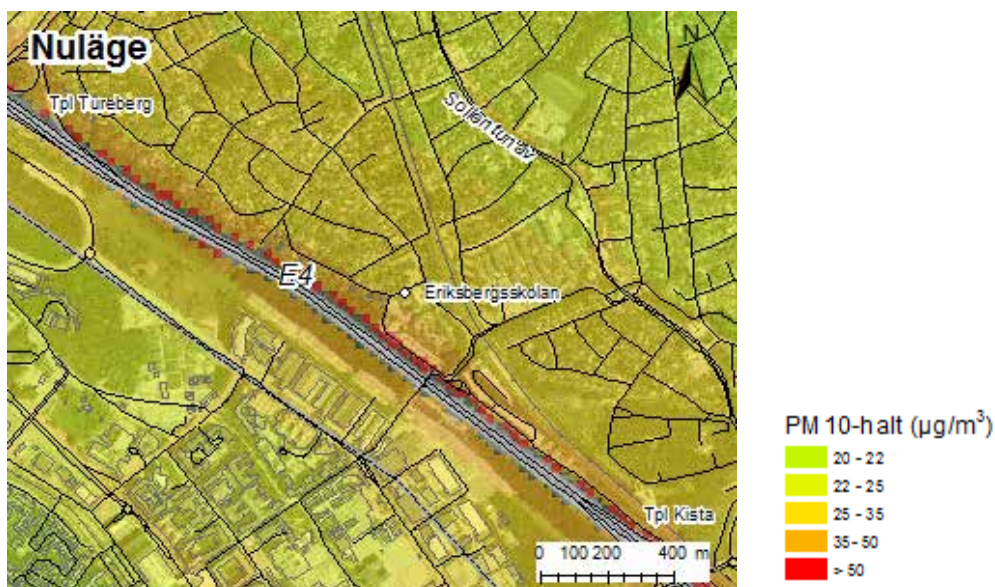 Nuläge
N
Tpl Tureberg
Sollentunav
E4
Eriksbergsskolan
Tpl Kista
0 100 200 400 m
PM 10-halt (µg/m³)
20 - 22
22 - 25
25 - 35
35 - 50
> 50